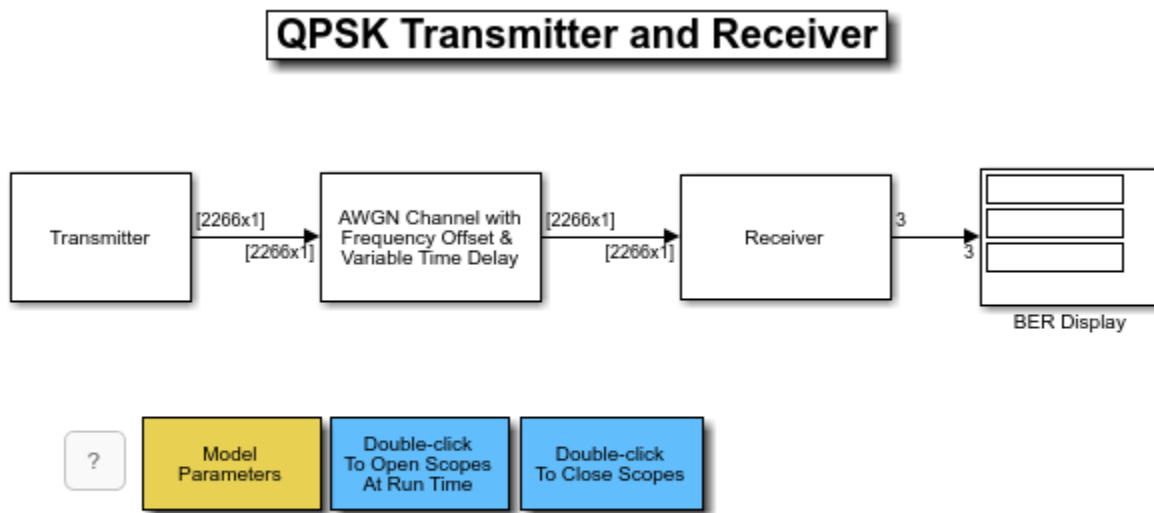 QPSK Transmitter and Receiver
Transmitter
[2266x1]
[2266x1]
AWGN Channel with
Frequency Offset &
Variable Time Delay
[2266x1]
[2266x1]
Receiver
3
3
BER Display
?
Model
Parameters
Double-click
To Open Scopes
At Run Time
Double-click
To Close Scopes